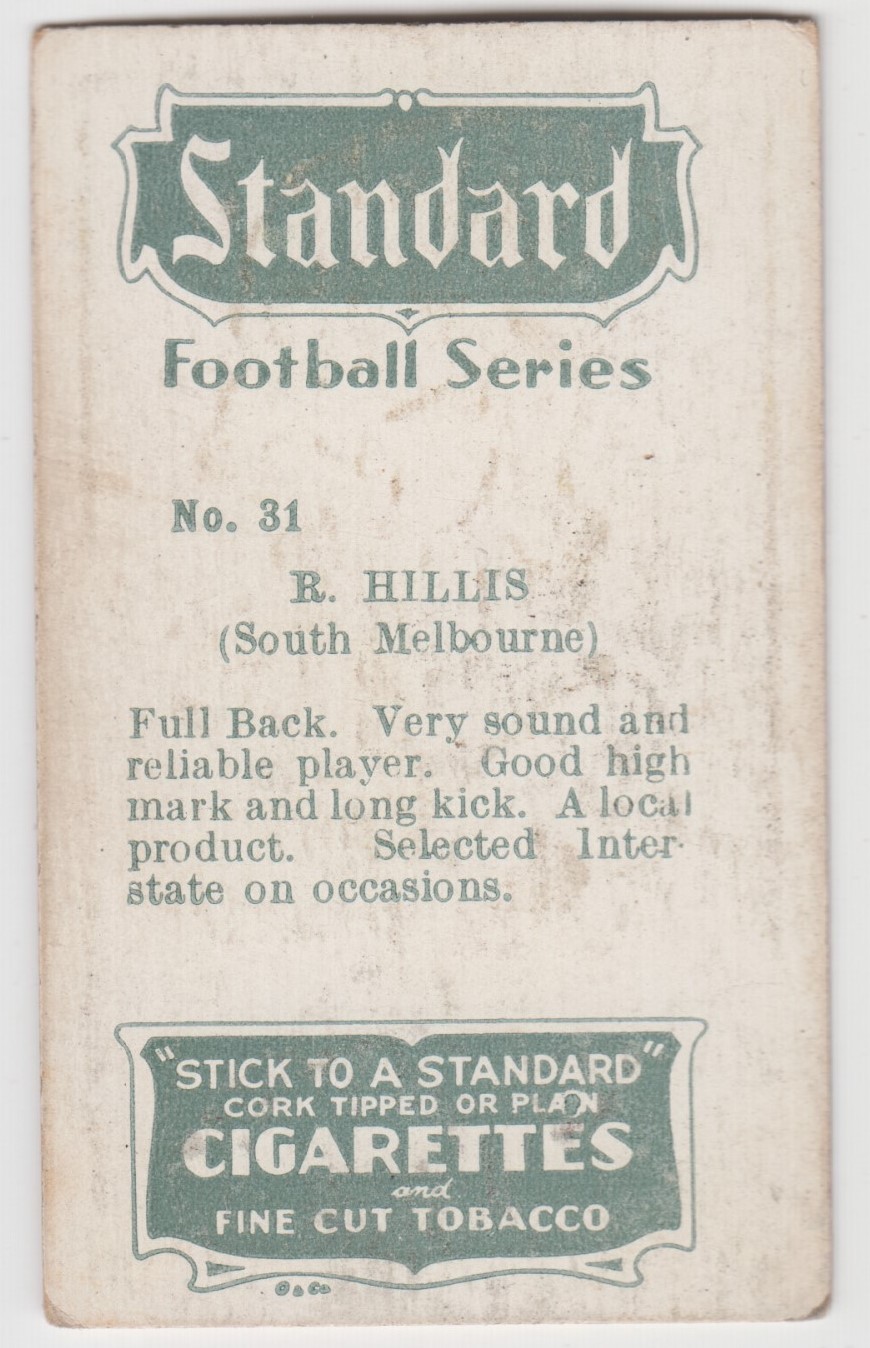 Standard
Football Series
No. 31
R. HILLIS
(South Melbourne)
Full Back. Very sound and
reliable player. Good high
mark and long kick. A local
product. Selected Inter-
state on occasions.
"STICK TO A STANDARD"
CORK TIPPED OR PLAIN
CIGARETTES
and
FINE CUT TOBACCO